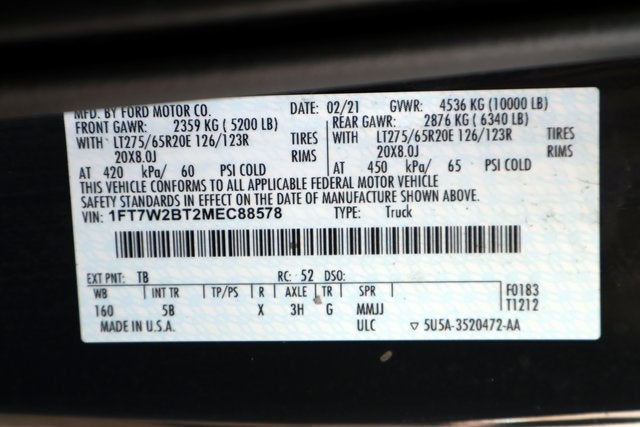 MFD. BY FORD MOTOR CO. DATE: 02/21 GVWR: 4536 KG (10000 LB)
FRONT GAWR: 2359 KG ( 5200 LB) REAR GAWR: 2876 KG ( 6340 LB)
WITH LT275/65R20E 126/123R TIRES WITH LT275/65R20E 126/123R TIRES
20X8.0J RIMS 20X8.0J RIMS
AT 420 kPa/ 60 PSI COLD AT 450 kPa/ 65 PSI COLD
THIS VEHICLE CONFORMS TO ALL APPLICABLE FEDERAL MOTOR VEHICLE
SAFETY STANDARDS IN EFFECT ON THE DATE OF MANUFACTURE SHOWN ABOVE.
VIN: 1FT7W2BT2MEC88578 TYPE: Truck
EXT PNT: TB RC: 52 DSO:
WB INT TR TP/PS R AXLE TR SPR F0183
160 5B X 3H G MMJJ T1212
MADE IN U.S.A. ULC ▽ 5U5A-3520472-AA